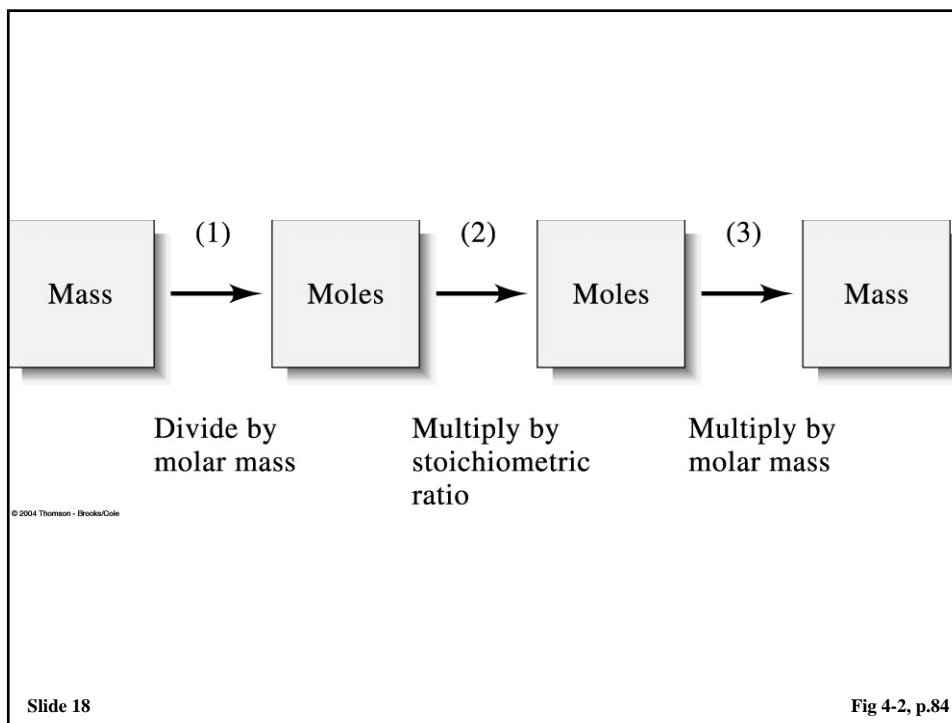 (1) (2) (3)
Mass Moles Moles Mass
Divide by Multiply by Multiply by
molar mass stoichiometric molar mass
ratio
© 2004 Thomson - Brooks/Cole
Slide 18 Fig 4-2, p.84